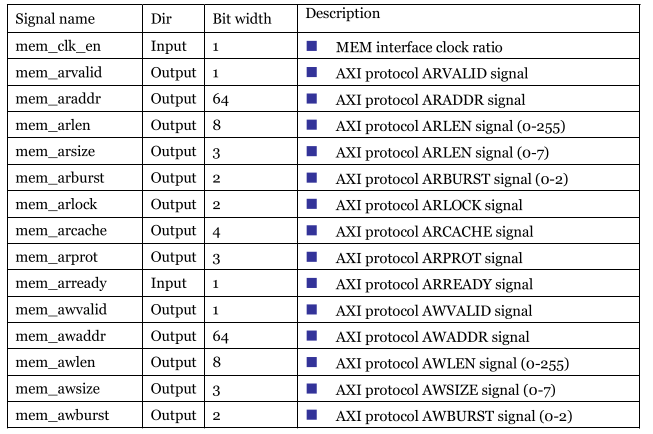 Signal name Dir Bit width Description
mem_clk_en Input 1 ■ MEM interface clock ratio
mem_arvalid Output 1 ■ AXI protocol ARVALID signal
mem_araddr Output 64 ■ AXI protocol ARADDR signal
mem_arlen Output 8 ■ AXI protocol ARLEN signal (0-255)
mem_arsize Output 3 ■ AXI protocol ARLEN signal (0-7)
mem_arburst Output 2 ■ AXI protocol ARBURST signal (0-2)
mem_arlock Output 2 ■ AXI protocol ARLOCK signal
mem_arcache Output 4 ■ AXI protocol ARCACHE signal
mem_arprot Output 3 ■ AXI protocol ARPROT signal
mem_arready Input 1 ■ AXI protocol ARREADY signal
mem_awvalid Output 1 ■ AXI protocol AWVALID signal
mem_awaddr Output 64 ■ AXI protocol AWADDR signal
mem_awlen Output 8 ■ AXI protocol AWLEN signal (0-255)
mem_awsize Output 3 ■ AXI protocol AWSIZE signal (0-7)
mem_awburst Output 2 ■ AXI protocol AWBURST signal (0-2)